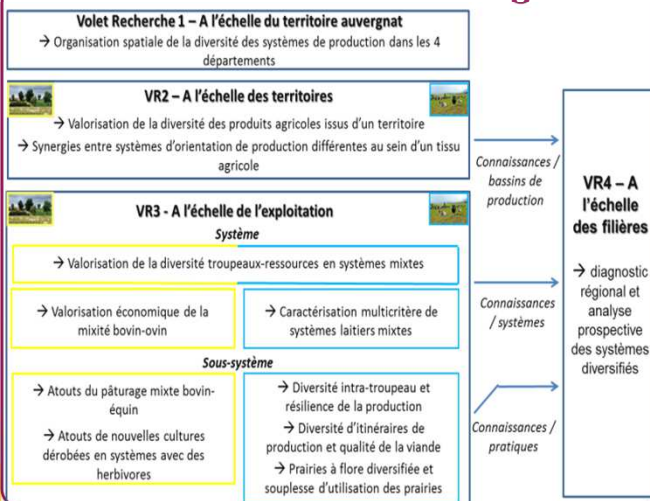 Volet Recherche 1 – A l'échelle du territoire auvergnat
→ Organisation spatiale de la diversité des systèmes de production dans les 4
départements
VR2 – A l'échelle des territoires
→ Valorisation de la diversité des produits agricoles issus d'un territoire
→ Synergies entre systèmes d'orientation de production différentes au sein d'un tissu
agricole
VR3 - A l'échelle de l'exploitation
Système
→ Valorisation de la diversité troupeaux-ressources en systèmes mixtes
→ Valorisation économique de la
mixité bovin-ovin
→ Caractérisation multicritère de
systèmes laitiers mixtes
Sous-système
→ Atouts du pâturage mixte bovin-
équin
→ Atouts de nouvelles cultures
dérobées en systèmes avec des
herbivores
→ Diversité intra-troupeau et
résilience de la production
→ Diversité d'itinéraires de
production et qualité de la viande
→ Prairies à flore diversifiée et
souplesse d'utilisation des prairies
Connaissances /
bassins de
production
Connaissances
/ systèmes
Connaissances /
pratiques
VR4 – A
l'échelle
des filières
→ diagnostic
régional et
analyse
prospective
des systèmes
diversifiés